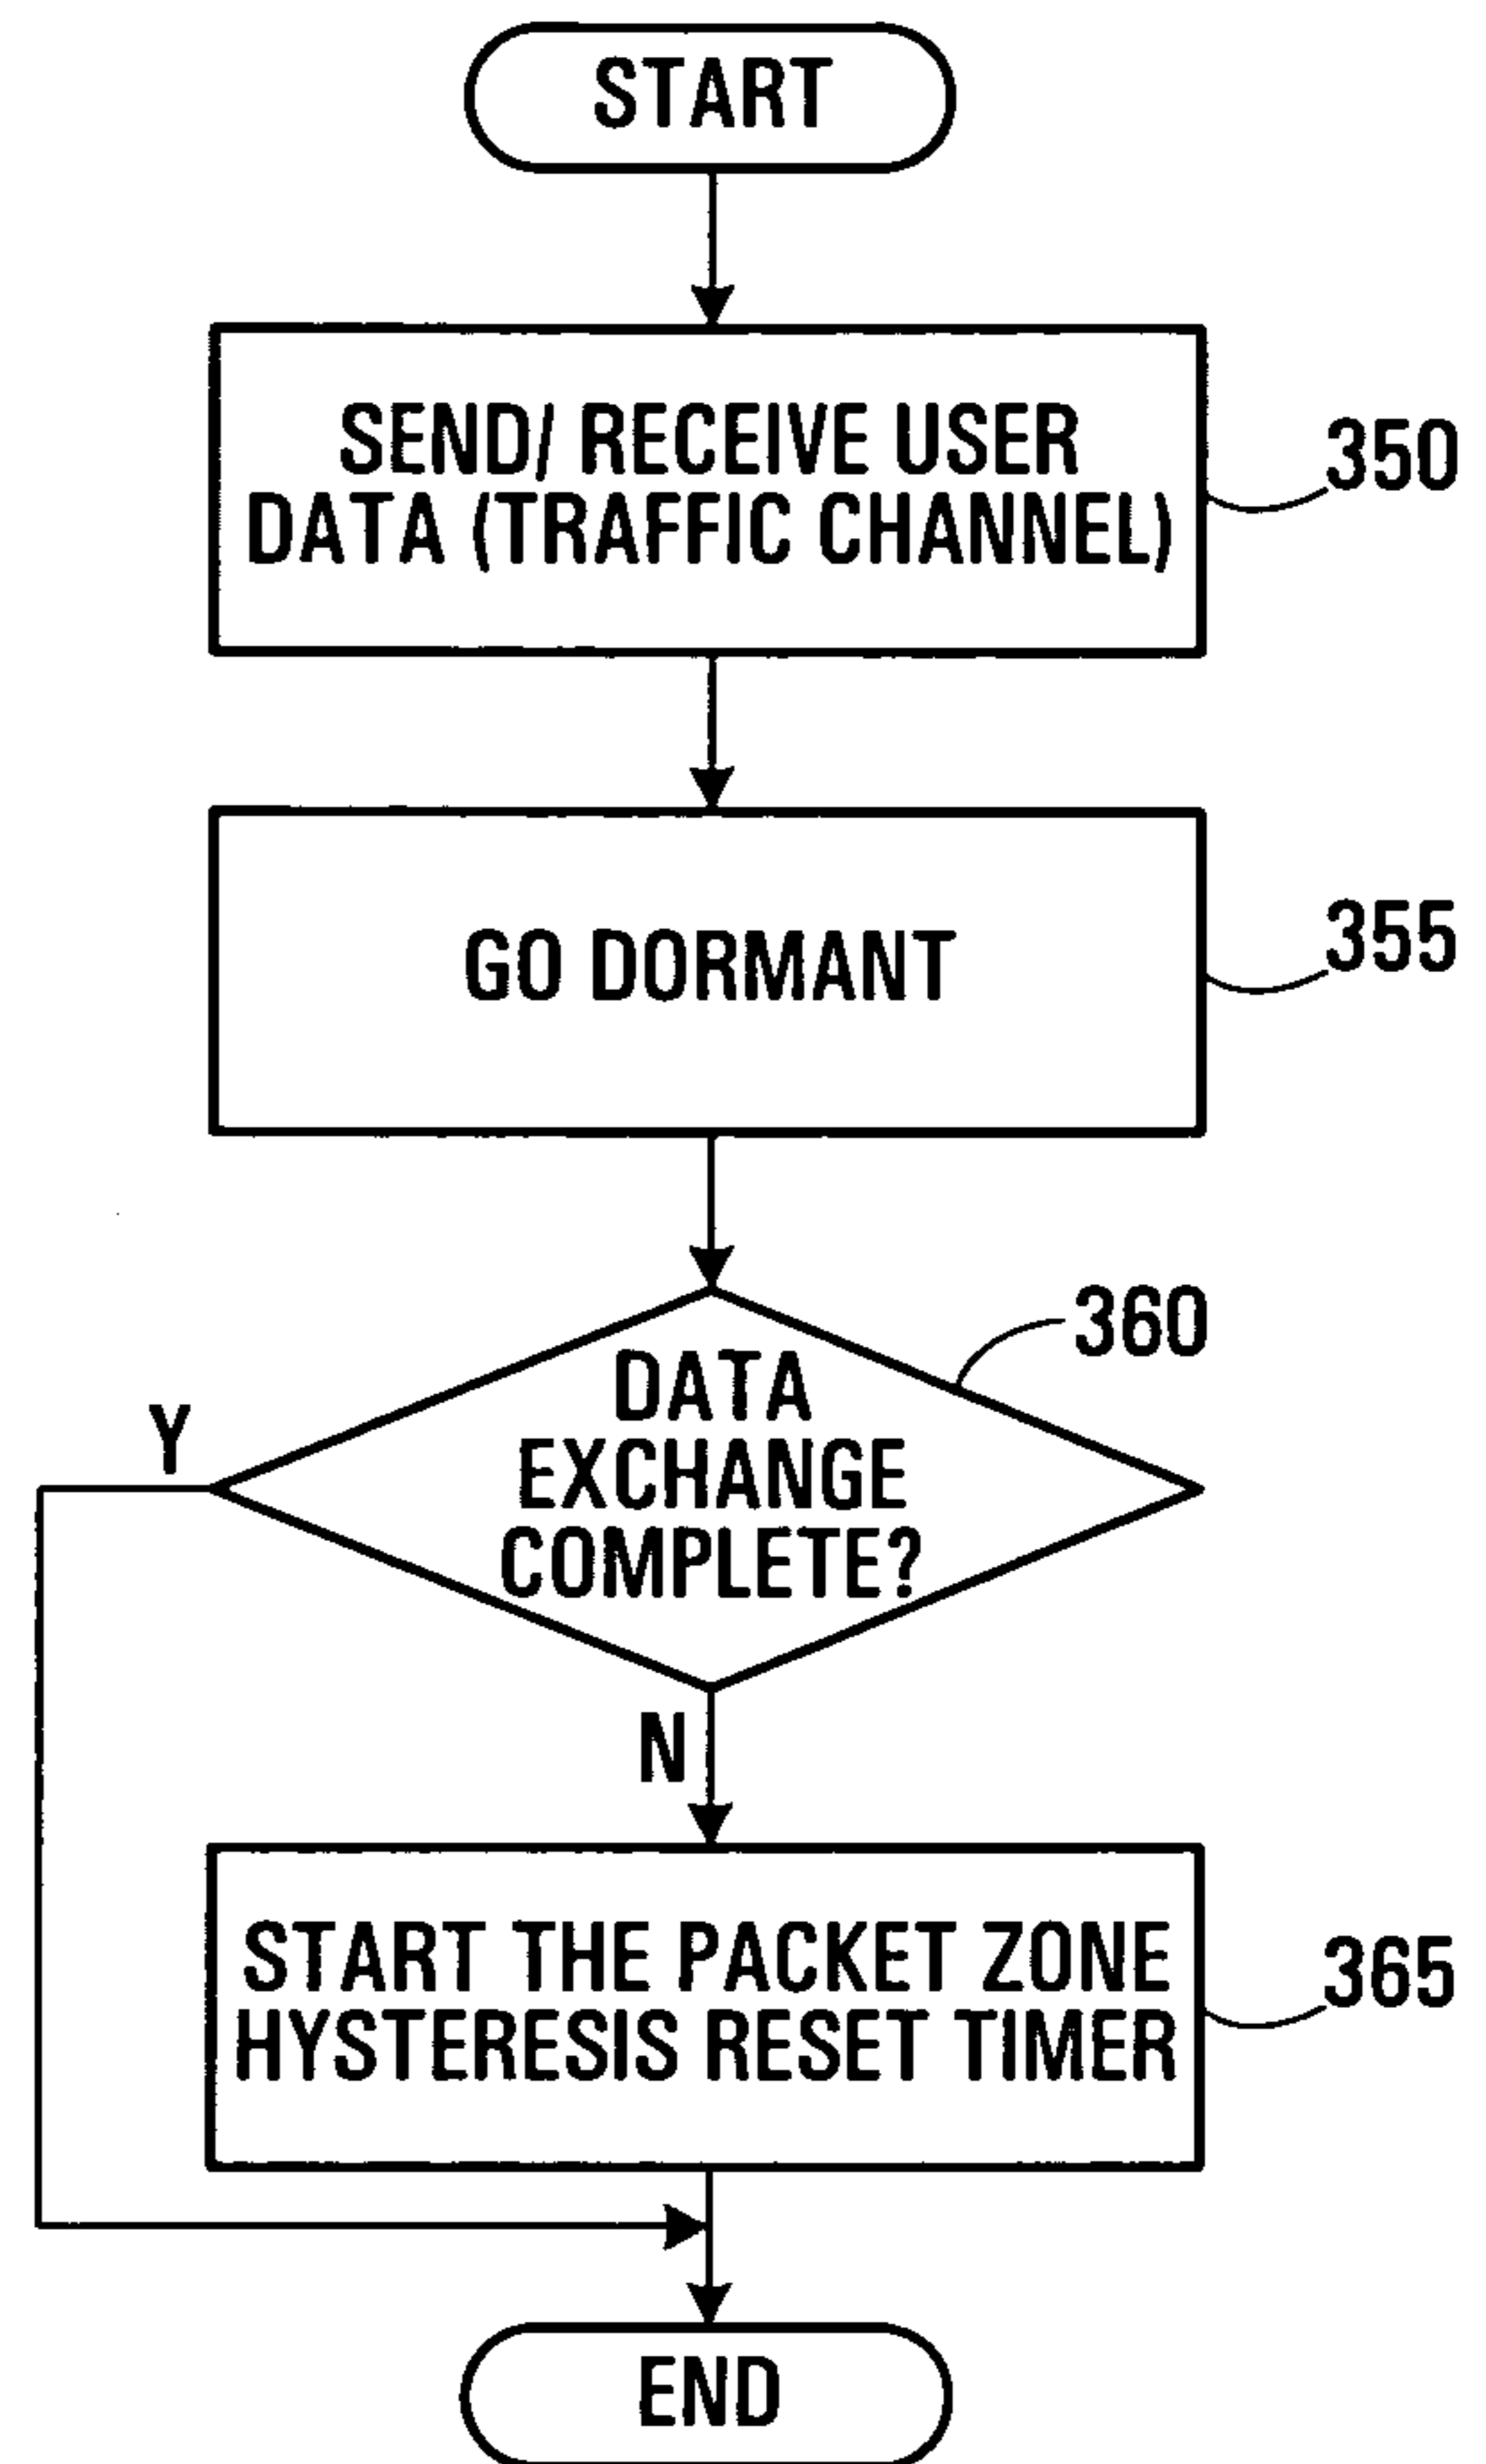 START
SEND/ RECEIVE USER
DATA (TRAFFIC CHANNEL)
350
GO DORMANT
355
360
DATA
EXCHANGE
COMPLETE?
Y
N
START THE PACKET ZONE
HYSTERESIS RESET TIMER
365
END